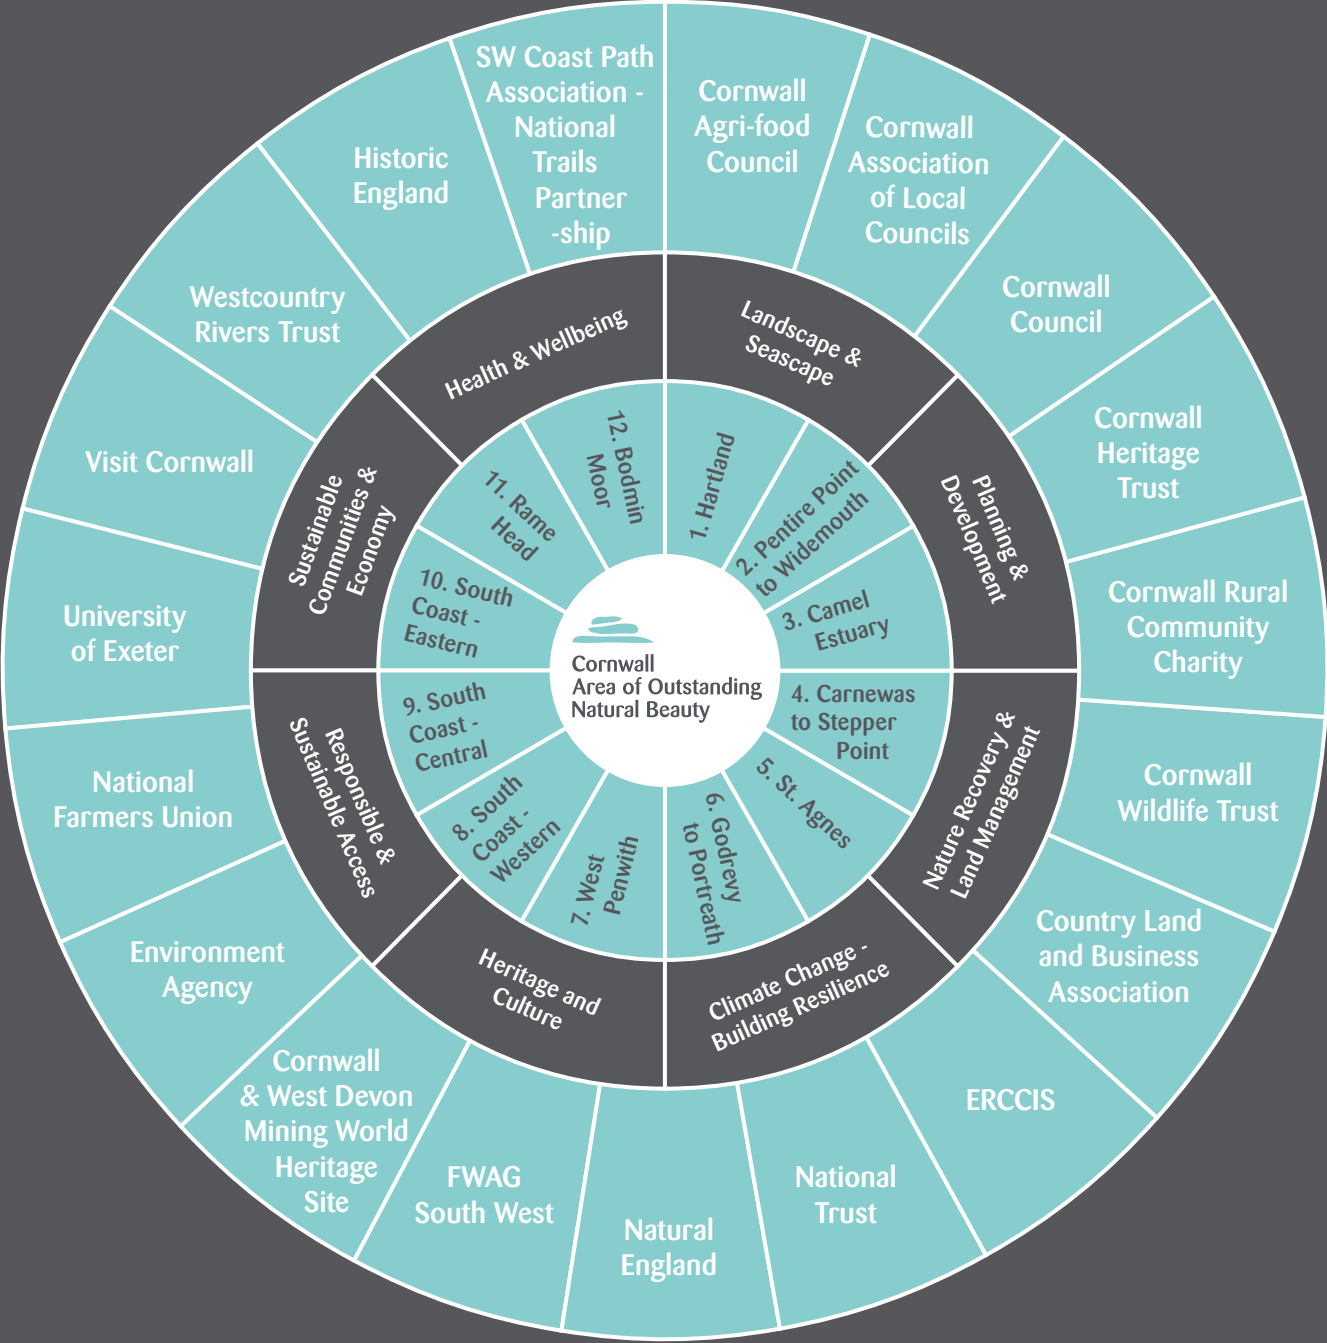 SW Coast Path
Association -
National
Trails
Partner
-ship
Cornwall
Agri-food
Council
Cornwall
Association
of Local
Councils
Cornwall
Council
Cornwall
Heritage
Trust
Cornwall Rural
Community
Charity
Cornwall
Wildlife Trust
Country Land
and Business
Association
ERCCIS
National
Trust
Natural
England
FWAG
South West
Cornwall
& West Devon
Mining World
Heritage
Site
Environment
Agency
National
Farmers Union
University
of Exeter
Visit Cornwall
Westcountry
Rivers Trust
Historic
England
Landscape &
Seascape
Planning &
Development
Nature Recovery &
Land Management
Climate Change -
Building Resilience
Heritage and
Culture
Responsible &
Sustainable Access
Sustainable
Communities &
Economy
Health & Wellbeing
1. Hartland
2. Pentire Point
to Widemouth
3. Camel
Estuary
4. Carnewas
to Stepper
Point
5. St. Agnes
6. Godrevy
to Portreath
7. West
Penwith
8. South
Coast -
Western
9. South
Coast -
Central
10. South
Coast -
Eastern
11. Rame
Head
12. Bodmin
Moor
Cornwall
Area of Outstanding
Natural Beauty